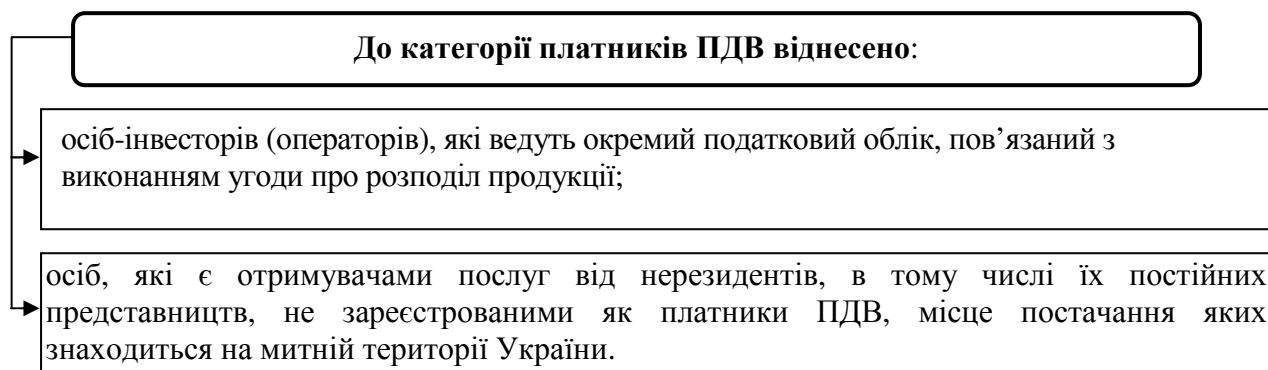 До категорії платників ПДВ віднесено:
осіб-інвесторів (операторів), які ведуть окремий податковий облік, пов’язаний з
виконанням угоди про розподіл продукції;
осіб, які є отримувачами послуг від нерезидентів, в тому числі їх постійних
представництв, не зареєстрованими як платники ПДВ, місце постачання яких
знаходиться на митній території України.